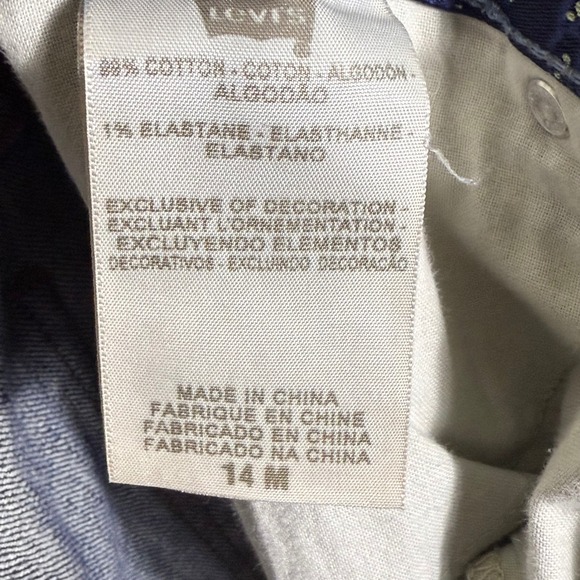 LEVI'S
99% COTTON - COTON - ALGODÓN -
ALGODÃO
1% ELASTANE - ELASTHANNE -
ELASTANO
EXCLUSIVE OF DECORATION -
EXCLUANT L'ORNEMENTATION -
EXCLUYENDO ELEMENTOS
DECORATIVOS - EXCLUINDO DECORAÇÃO
MADE IN CHINA
FABRIQUE EN CHINE
FABRICADO EN CHINA
FABRICADO NA CHINA
14 M